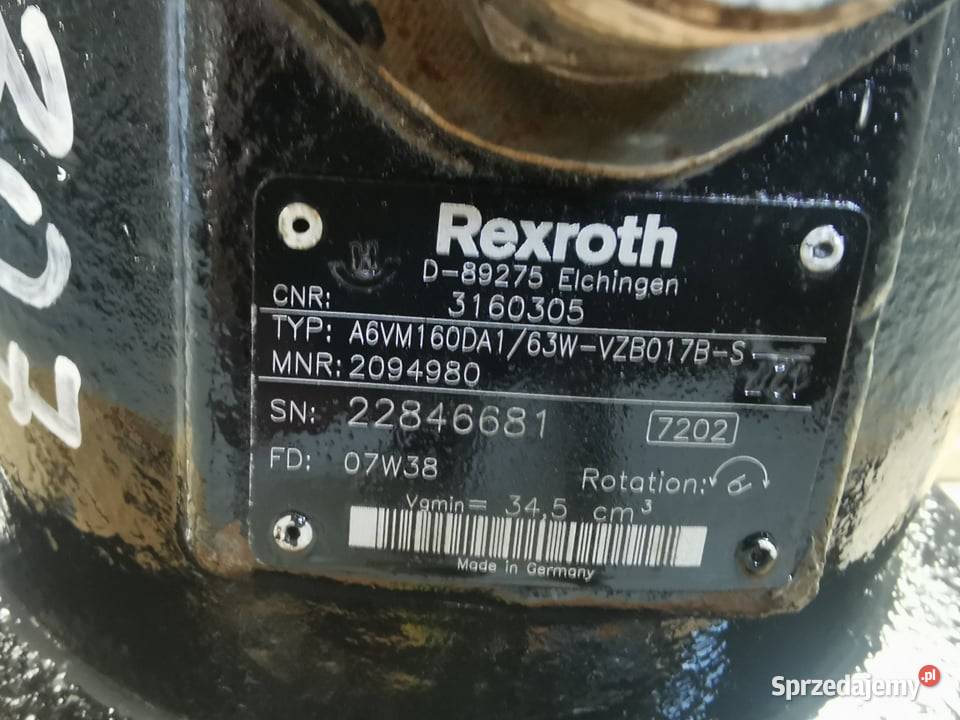 Rexroth
D-89275 Elchingen
CNR: 3160305
TYP: A6VM160DA1/63W-VZB017B-S
MNR: 2094980
SN: 22846681 7202
FD: 07W38 Rotation:
Vgmin= 34,5 cm³
Made in Germany
Sprzedajemy.pl